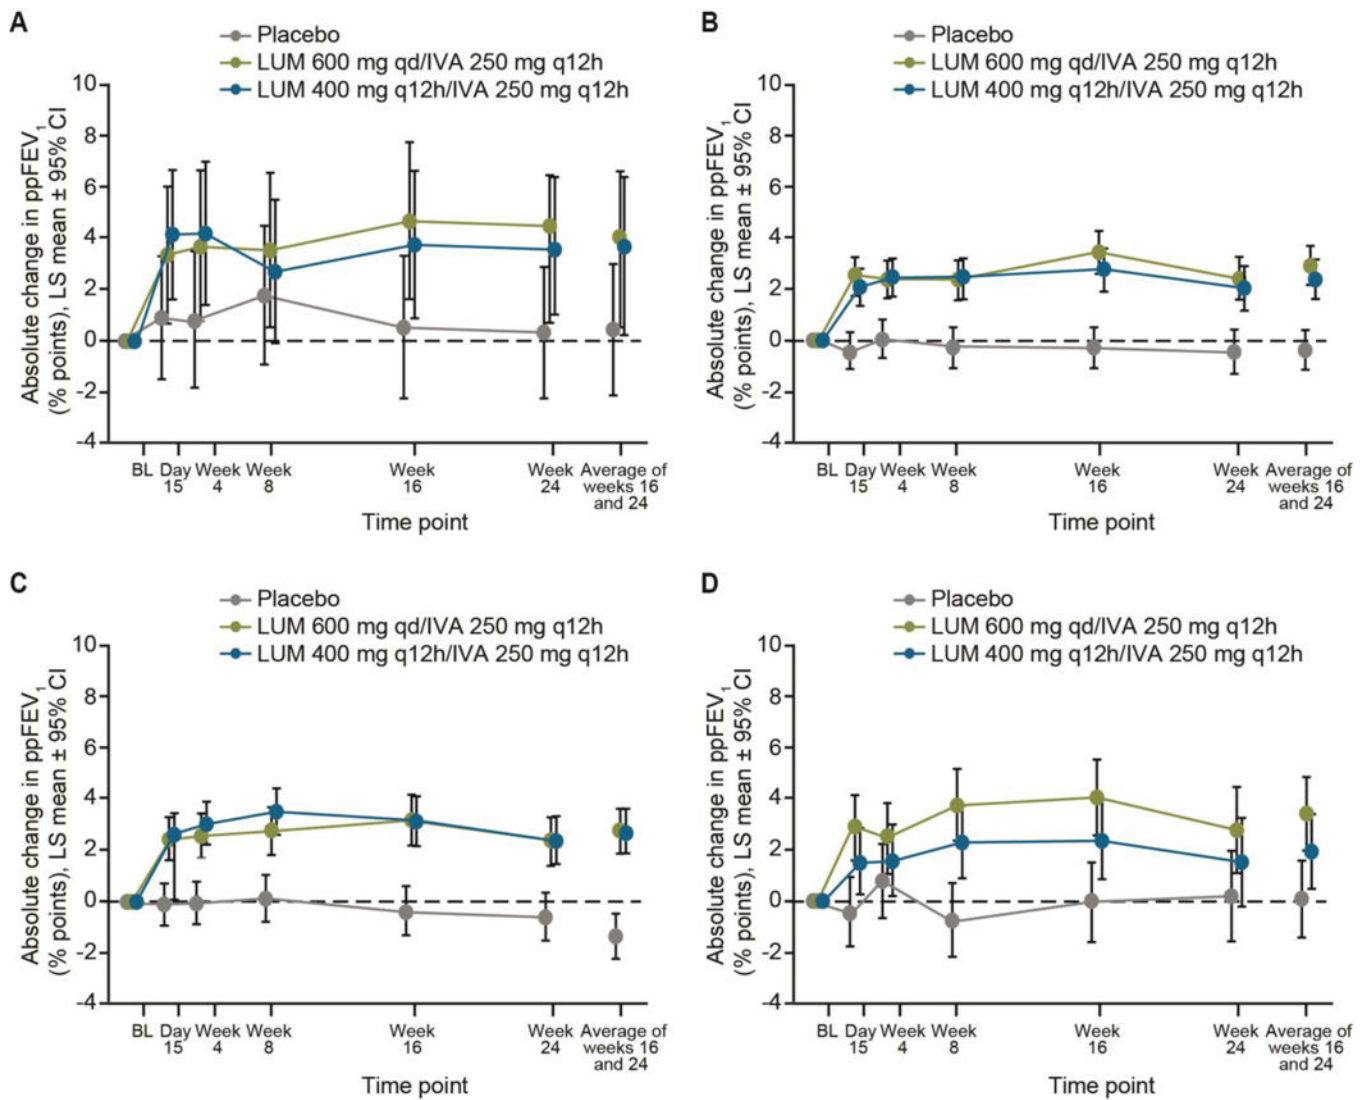 A
Placebo
LUM 600 mg qd/IVA 250 mg q12h
LUM 400 mg q12h/IVA 250 mg q12h
Absolute change in ppFEV1
(% points), LS mean ± 95% CI
10
8
6
4
2
0
-2
-4
BL Day Week Week Week Week Average of
15 4 8 16 24 weeks 16
and 24
Time point
B
Placebo
LUM 600 mg qd/IVA 250 mg q12h
LUM 400 mg q12h/IVA 250 mg q12h
Absolute change in ppFEV1
(% points), LS mean ± 95% CI
10
8
6
4
2
0
-2
-4
BL Day Week Week Week Week Average of
15 4 8 16 24 weeks 16
and 24
Time point
C
Placebo
LUM 600 mg qd/IVA 250 mg q12h
LUM 400 mg q12h/IVA 250 mg q12h
Absolute change in ppFEV1
(% points), LS mean ± 95% CI
10
8
6
4
2
0
-2
-4
BL Day Week Week Week Week Average of
15 4 8 16 24 weeks 16
and 24
Time point
D
Placebo
LUM 600 mg qd/IVA 250 mg q12h
LUM 400 mg q12h/IVA 250 mg q12h
Absolute change in ppFEV1
(% points), LS mean ± 95% CI
10
8
6
4
2
0
-2
-4
BL Day Week Week Week Week Average of
15 4 8 16 24 weeks 16
and 24
Time point